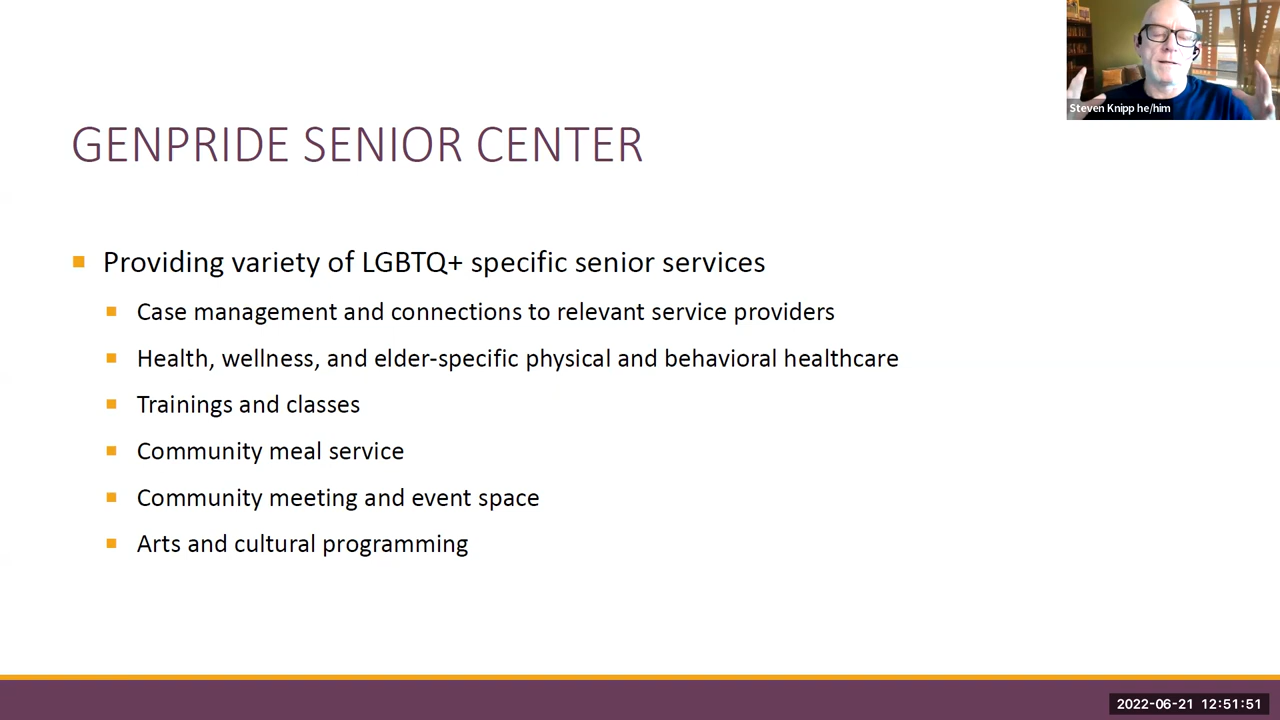 Steven Knipp he/him
GENPRIDE SENIOR CENTER
Providing variety of LGBTQ+ specific senior services
Case management and connections to relevant service providers
Health, wellness, and elder-specific physical and behavioral healthcare
Trainings and classes
Community meal service
Community meeting and event space
Arts and cultural programming
2022-06-21 12:51:51